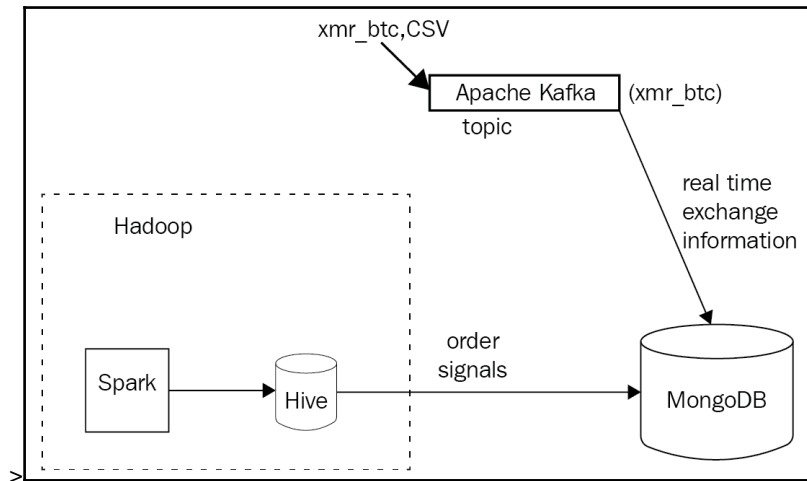 xmr_btc,CSV
Apache Kafka (xmr_btc)
topic
real time
exchange
information
Hadoop
order
signals
Spark
Hive
MongoDB
>